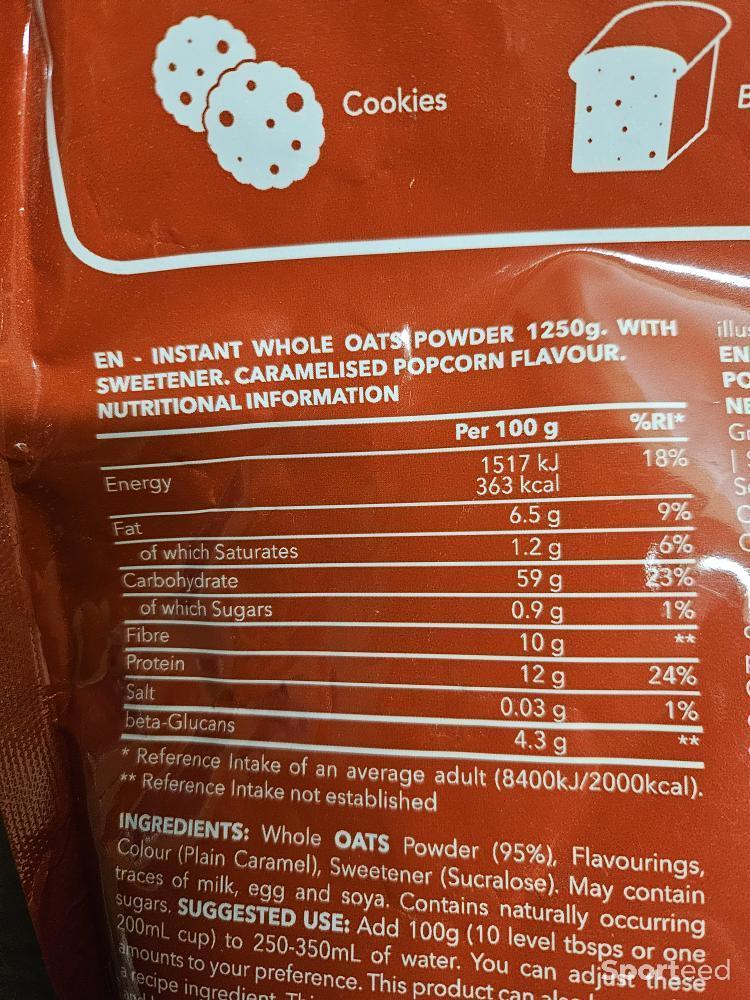 Cookies
EN - INSTANT WHOLE OATS POWDER 1250g. WITH
SWEETENER. CARAMELISED POPCORN FLAVOUR.
NUTRITIONAL INFORMATION
Per 100 g %RI*
Energy 1517 kJ 18%
363 kcal
Fat 6.5 g 9%
of which Saturates 1.2 g 6%
Carbohydrate 59 g 23%
of which Sugars 0.9 g 1%
Fibre 10 g **
Protein 12 g 24%
Salt 0.03 g 1%
beta-Glucans 4.3 g **
* Reference Intake of an average adult (8400kJ/2000kcal).
** Reference Intake not established
INGREDIENTS: Whole OATS Powder (95%), Flavourings,
Colour (Plain Caramel), Sweetener (Sucralose). May contain
traces of milk, egg and soya. Contains naturally occurring
sugars. SUGGESTED USE: Add 100g (10 level tbsps or one
200mL cup) to 250-350mL of water. You can adjust these
amounts to your preference. This product can also
a recipe ingredient.
Sporteed